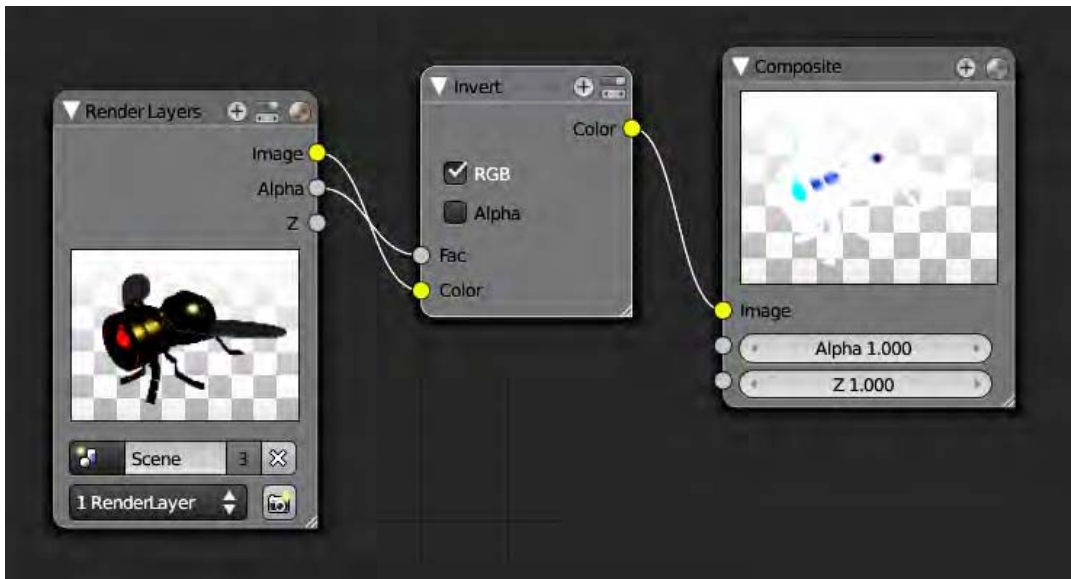 Render Layers
Image
Alpha
Z
Scene
3
1 RenderLayer
Invert
Color
RGB
Alpha
Fac
Color
Composite
Image
Alpha 1.000
Z 1.000